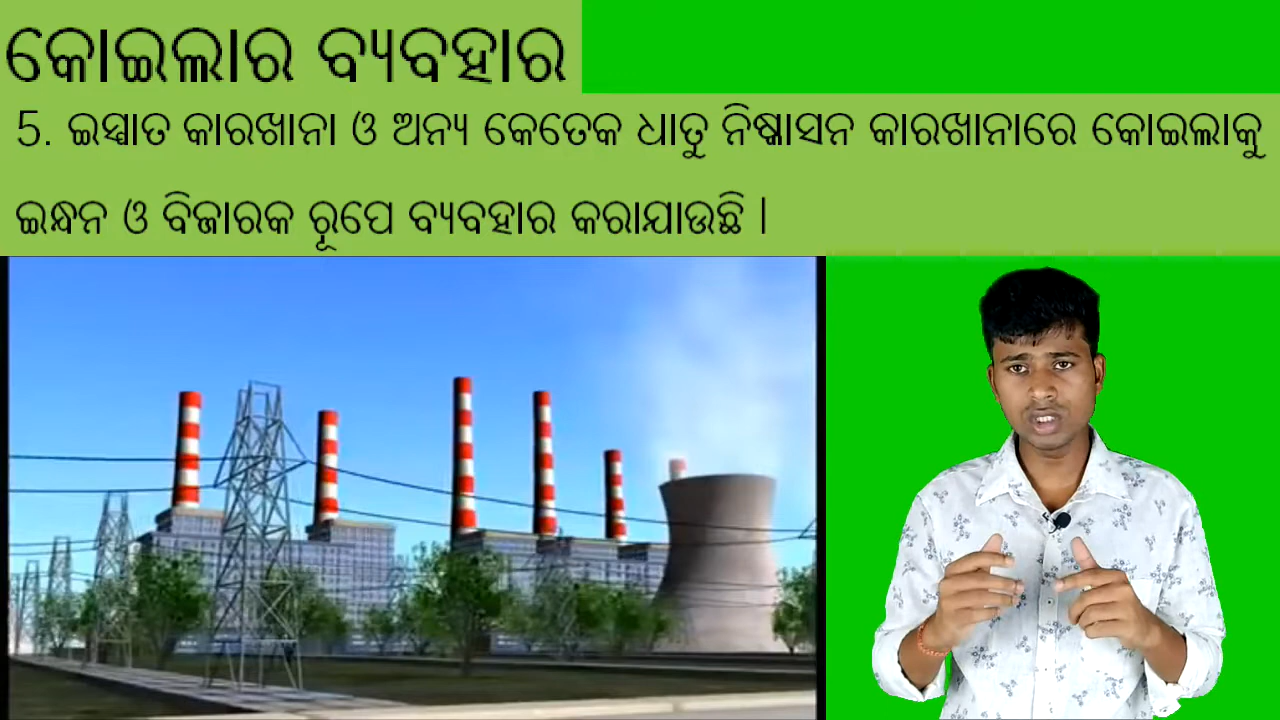 କୋଇଲାର ବ୍ୟବହାର
5. ଇସ୍ପାତ କାରଖାନା ଓ ଅନ୍ୟ କେତେକ ଧାତୁ ନିଷ୍କାସନ କାରଖାନାରେ କୋଇଲାକୁ
ଇନ୍ଧନ ଓ ବିଜାରକ ରୂପେ ବ୍ୟବହାର କରାଯାଉଛି |